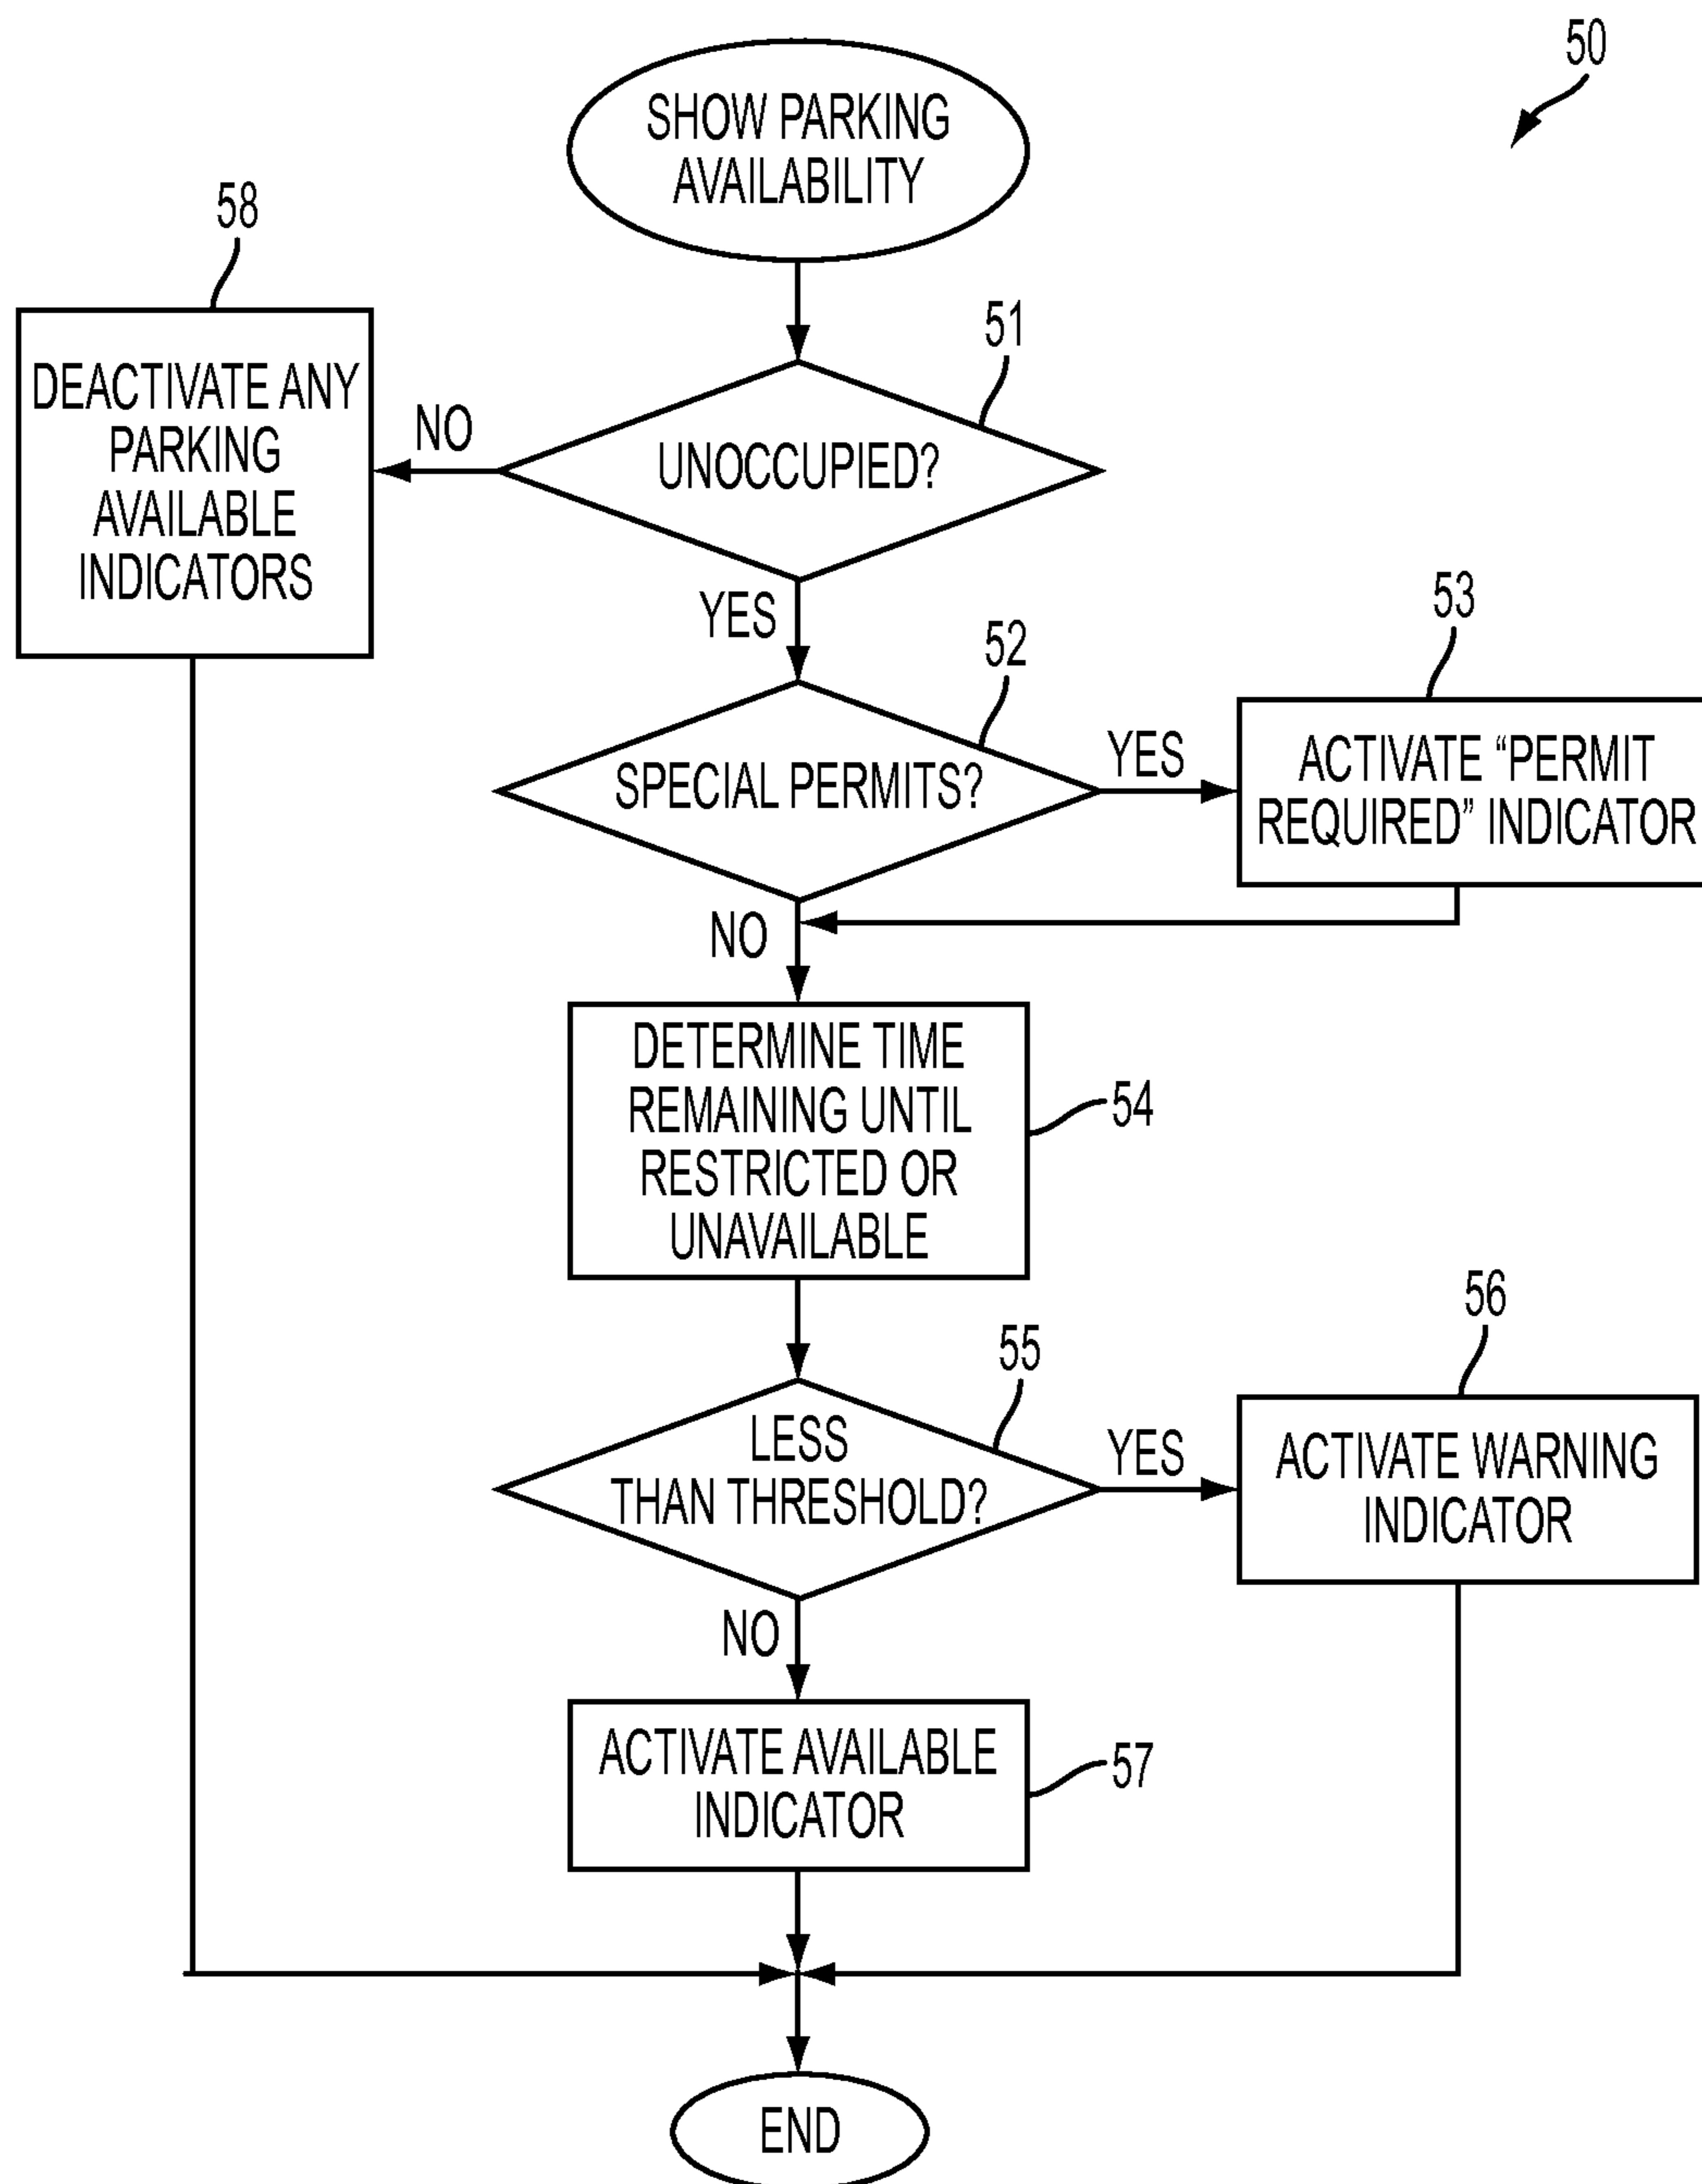 50
SHOW PARKING
AVAILABILITY
58
DEACTIVATE ANY
PARKING
AVAILABLE
INDICATORS
NO
51
UNOCCUPIED?
YES
52
SPECIAL PERMITS?
YES
53
ACTIVATE “PERMIT
REQUIRED” INDICATOR
NO
DETERMINE TIME
REMAINING UNTIL
RESTRICTED OR
UNAVAILABLE
54
55
LESS
THAN THRESHOLD?
YES
56
ACTIVATE WARNING
INDICATOR
NO
ACTIVATE AVAILABLE
INDICATOR
57
END